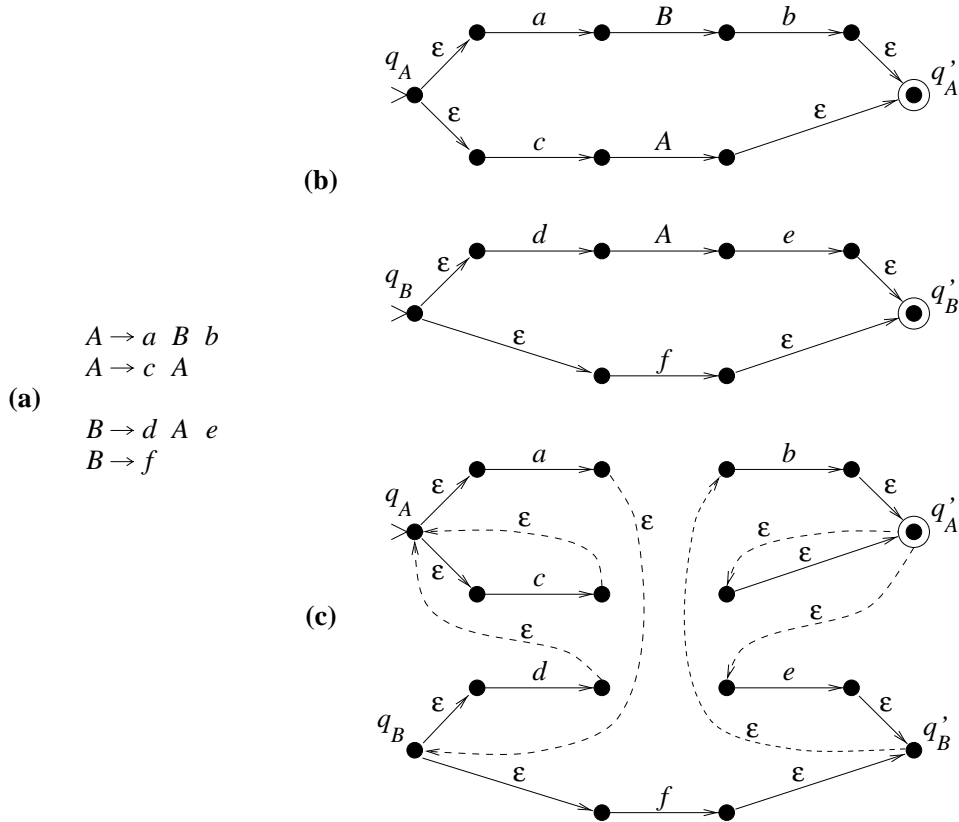 (a)
A → a B b
A → c A
B → d A e
B → f
(b)
a B b
ε ε
q_A q'_A
ε ε
c A
d A e
ε ε
q_B q'_B
ε ε
f
(c)
a b
ε ε ε
q_A q'_A
ε ε
ε ε
c
ε ε
d e
ε ε
q_B q'_B
ε
ε ε
f